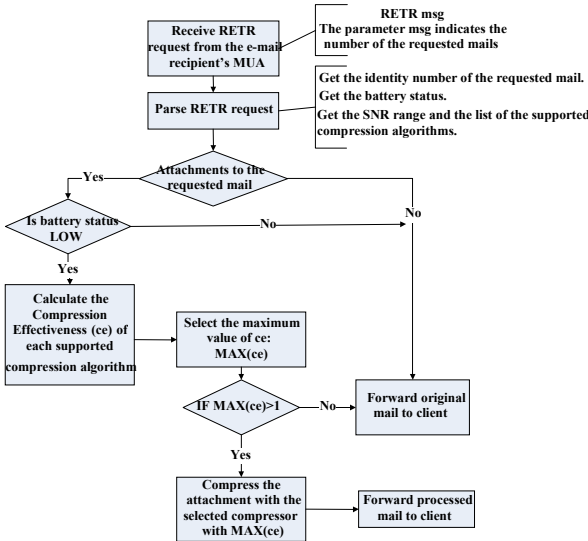 Receive RETR
request from the e-mail
recipient's MUA
RETR msg
The parameter msg indicates the
number of the requested mails
Parse RETR request
Get the identity number of the requested mail.
Get the battery status.
Get the SNR range and the list of the supported
compression algorithms.
Attachments to the
requested mail
Yes
No
Is battery status
LOW
No
Yes
Calculate the
Compression
Effectiveness (ce) of
each supported
compression algorithm
Select the maximum
value of ce:
MAX(ce)
IF MAX(ce)>1
No
Forward original
mail to client
Yes
Compress the
attachment with the
selected compressor
with MAX(ce)
Forward processed
mail to client